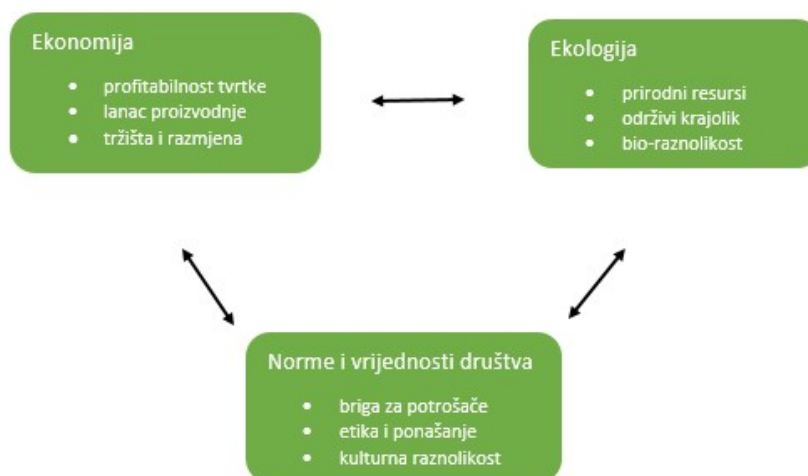 Ekonomija
• profitabilnost tvrtke
• lanac proizvodnje
• tržišta i razmjena
Ekologija
• prirodni resursi
• održivi krajolik
• bio-raznolikost
Norme i vrijednosti društva
• briga za potrošače
• etika i ponašanje
• kulturna raznolikost